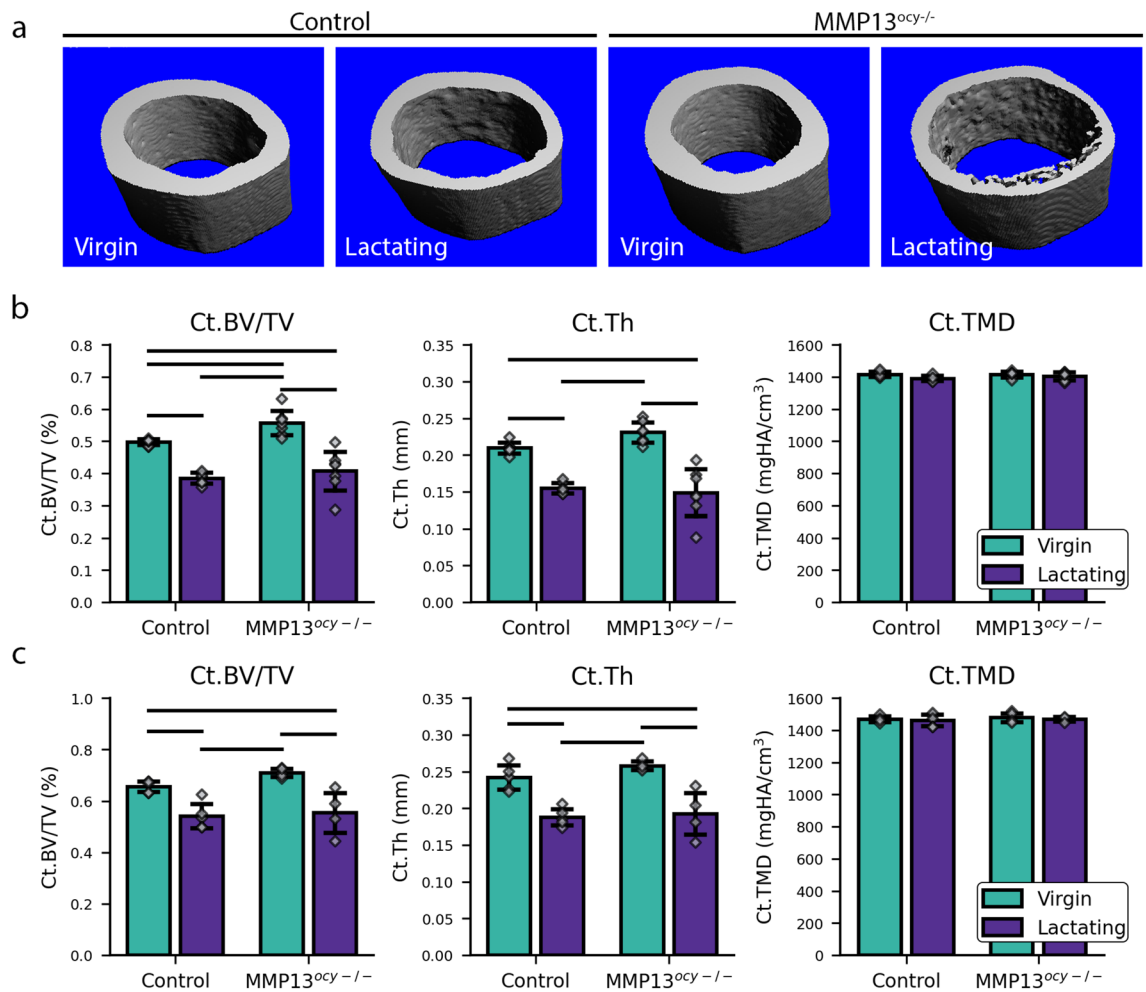 a
Control
MMP13ocy-/-
Virgin
Lactating
Virgin
Lactating
b
Ct.BV/TV
Ct.BV/TV (%)
0.8
0.7
0.6
0.5
0.4
0.3
0.2
0.1
0.0
Control
MMP13ocy−/−
Ct.Th
Ct.Th (mm)
0.35
0.30
0.25
0.20
0.15
0.10
0.05
0.00
Control
MMP13ocy−/−
Ct.TMD
Ct.TMD (mgHA/cm3)
1600
1400
1200
1000
800
600
400
200
0
Virgin
Lactating
Control
MMP13ocy−/−
c
Ct.BV/TV
Ct.BV/TV (%)
1.0
0.8
0.6
0.4
0.2
0.0
Control
MMP13ocy−/−
Ct.Th
Ct.Th (mm)
0.35
0.30
0.25
0.20
0.15
0.10
0.05
0.00
Control
MMP13ocy−/−
Ct.TMD
Ct.TMD (mgHA/cm3)
1600
1400
1200
1000
800
600
400
200
0
Virgin
Lactating
Control
MMP13ocy−/−